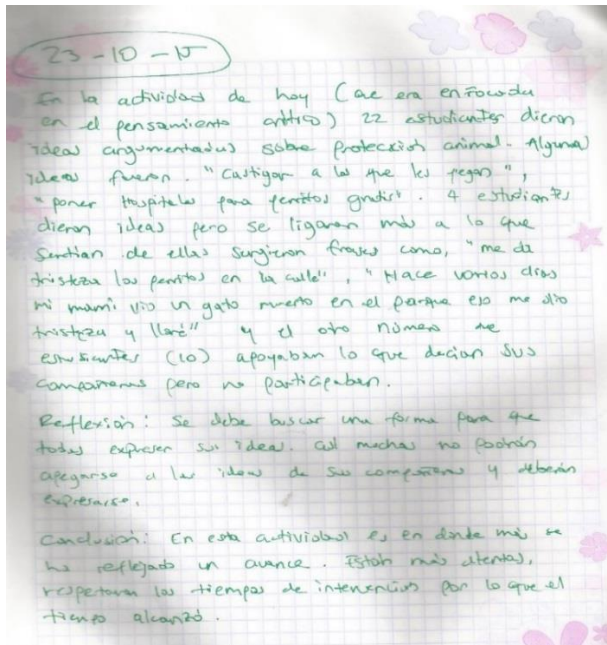 23-10-15
En la actividad de hoy (que era enfocada
en el pensamiento crítico) 22 estudiantes dieron
ideas argumentadas sobre protección animal. Algunas
ideas fueron. "castigar a los que les pegan",
"poner hospitales para perritos gratis". 4 estudiantes
dieron ideas pero se ligaron más a lo que
sentían de ellas surgieron frases como, "me da
tristeza los perritos en la calle", "Hace varios días
mi mami vio un gato muerto en el parque eso me dio
tristeza y lloré" y el otro número de
estudiantes (10) apoyaban lo que decían sus
compañeras pero no participaban.
Reflexión: Se debe buscar una forma para que
todas expresen sus ideas. muchas no podrán
apegarse a las ideas de sus compañeras y deberán
expresarse.
Conclusión: En esta actividad es en donde más se
ha reflejado un avance. Están más atentas,
respetaron los tiempos de intervención por lo que el
tiempo alcanzó.